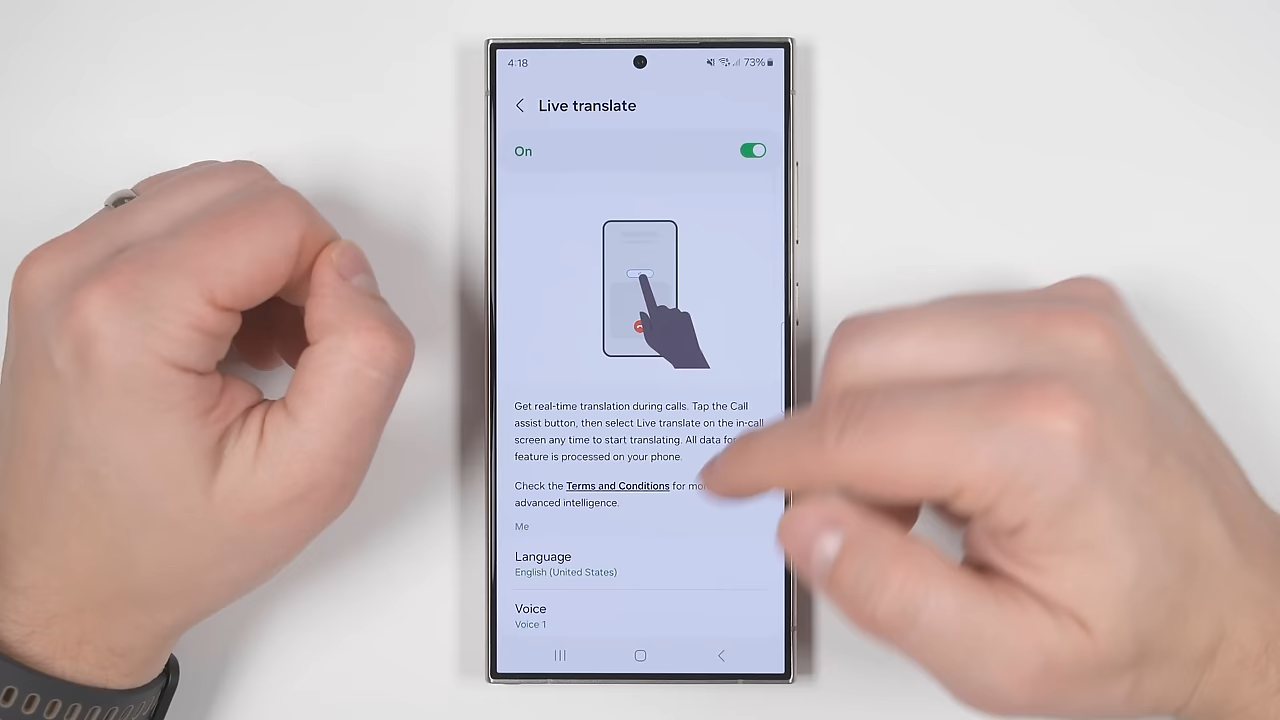 4:18
73%
Live translate
On
Get real-time translation during calls. Tap the Call
assist button, then select Live translate on the in-call
screen any time to start translating. All data
feature is processed on your phone.
Check the Terms and Conditions for
advanced intelligence.
Me
Language
English (United States)
Voice
Voice 1